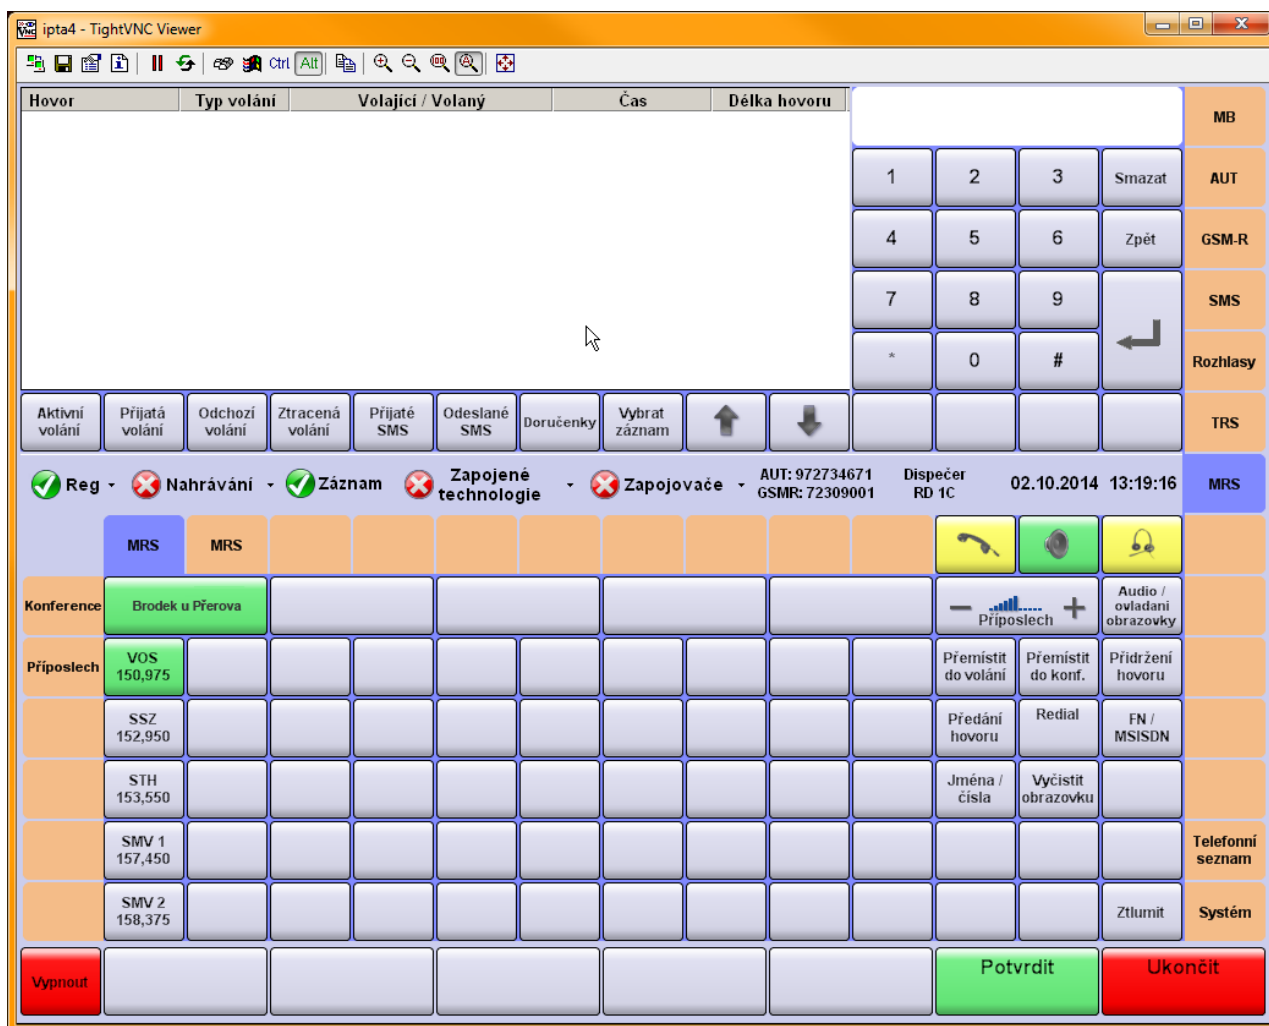 ipta4 - TightVNC Viewer
Ctrl Alt
Hovor Typ volání Volající / Volaný Čas Délka hovoru
MB
1 2 3 Smazat AUT
4 5 6 Zpět GSM-R
7 8 9 SMS
* 0 # Rozhlasy
Aktivní volání
Přijatá volání
Odchozí volání
Ztracená volání
Přijaté SMS
Odeslané SMS
Doručenky
Vybrat záznam
TRS
Reg
Nahrávání
Záznam
Zapojené technologie
Zapojovače
AUT: 972734671
GSMR: 72309001
Dispečer
RD 1C
02.10.2014 13:19:16
MRS
MRS MRS
Konference
Brodek u Přerova
Příposlech
Audio / ovladani obrazovky
Příposlech
VOS
150,975
Přemístit do volání
Přemístit do konf.
Přidržení hovoru
SSZ
152,950
Předání hovoru
Redial
FN / MSISDN
STH
153,550
Jména / čísla
Vyčistit obrazovku
SMV 1
157,450
Telefonní seznam
SMV 2
158,375
Ztlumit
Systém
Vypnout
Potvrdit
Ukončit